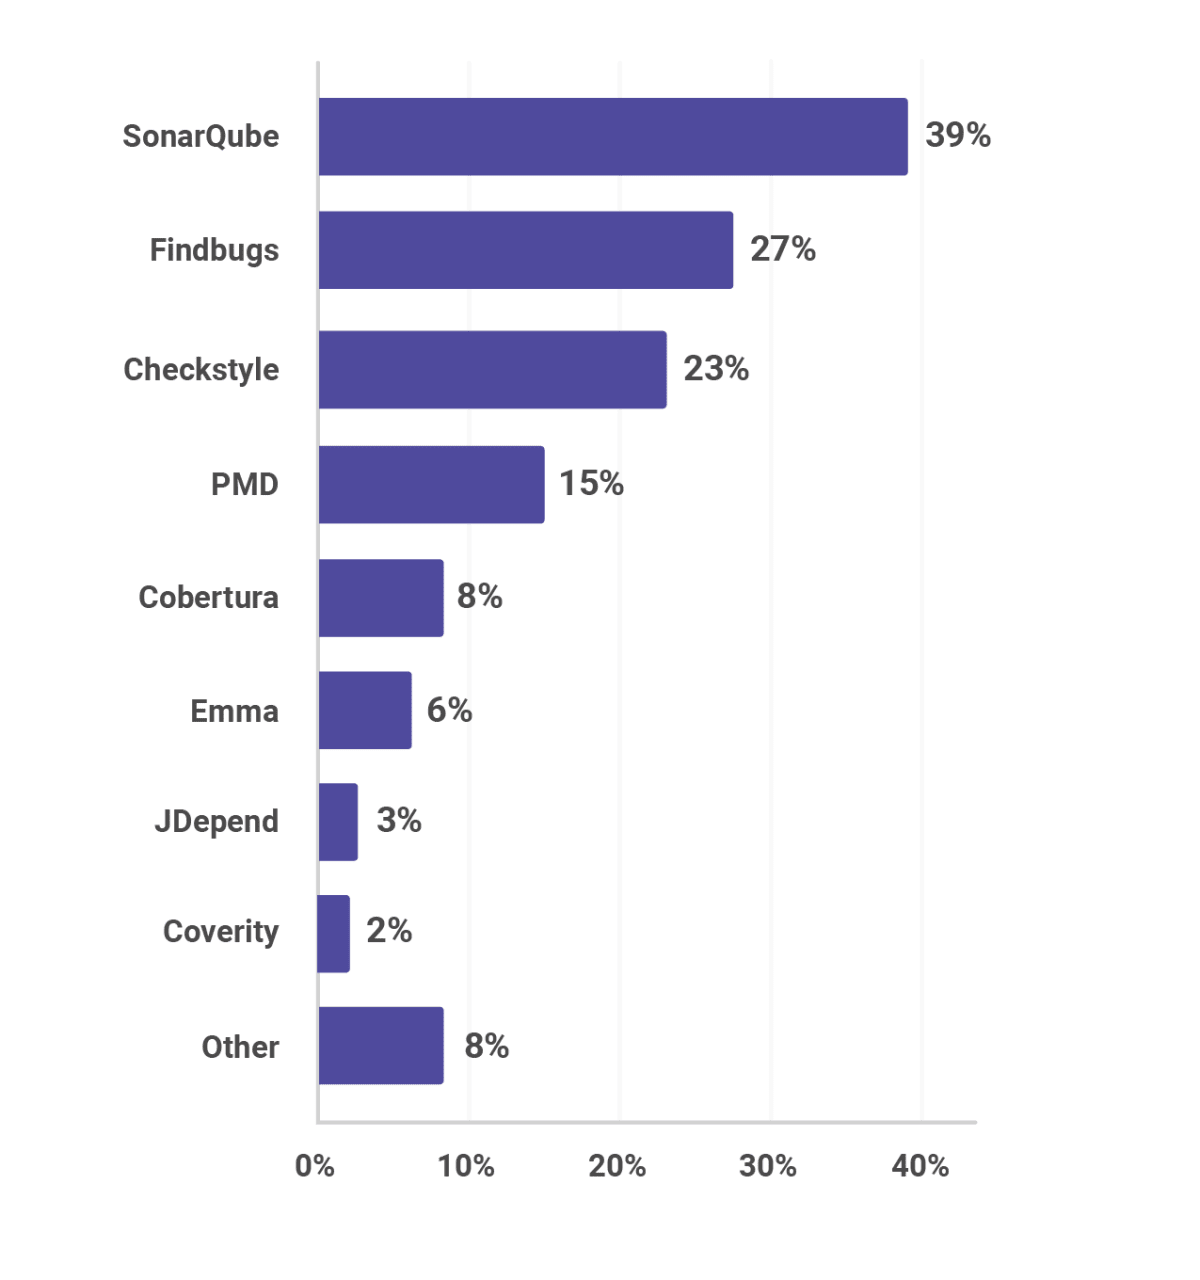 SonarQube 39%
Findbugs 27%
Checkstyle 23%
PMD 15%
Cobertura 8%
Emma 6%
JDepend 3%
Coverity 2%
Other 8%
0% 10% 20% 30% 40%